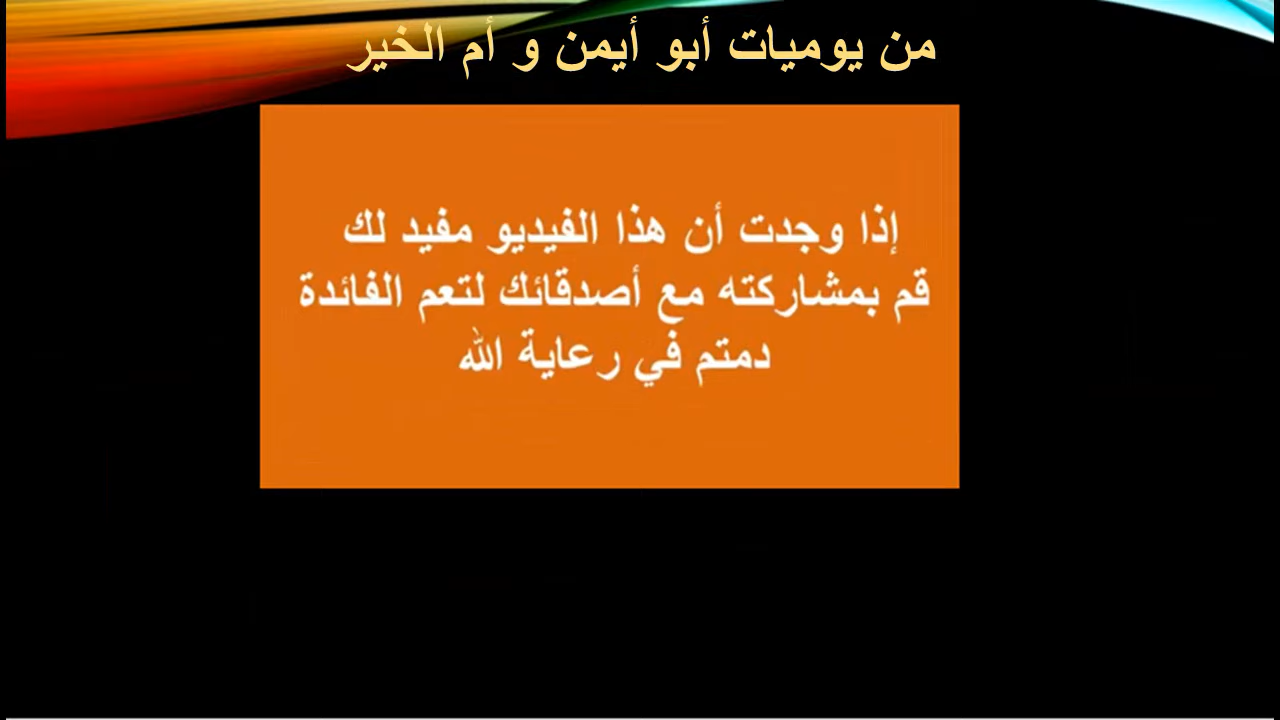 من يوميات أبو أيمن و أم الخير
إذا وجدت أن هذا الفيديو مفيد لك
قم بمشاركته مع أصدقائك لتعم الفائدة
دمتم في رعاية الله